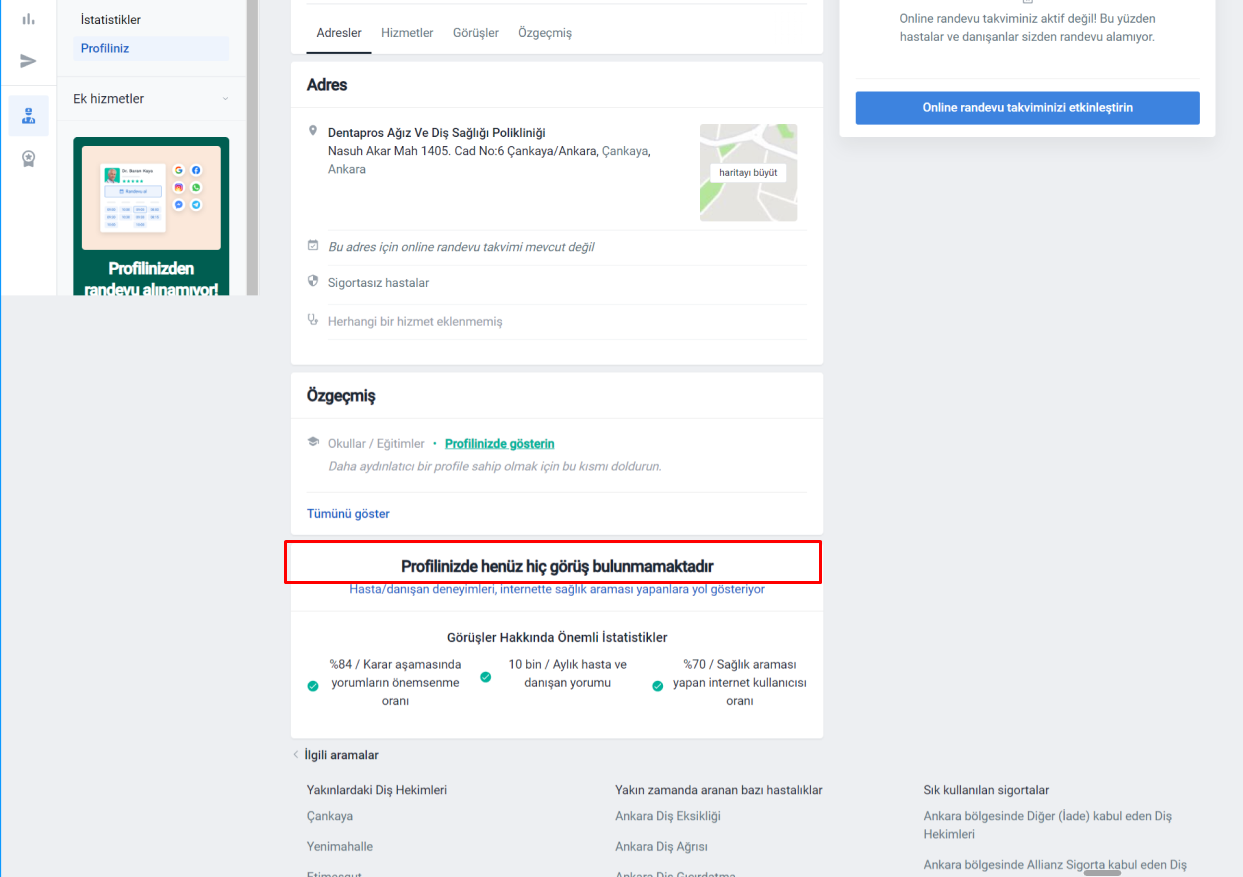 İstatistikler
Profiliniz
Ek hizmetler
Dr. Baran Kaya
Randevu al
Profilinizden
randevu alınamıyor!
Adresler Hizmetler Görüşler Özgeçmiş
Adres
Dentapros Ağız Ve Diş Sağlığı Polikliniği
Nasuh Akar Mah 1405. Cad No:6 Çankaya/Ankara, Çankaya,
Ankara
haritayı büyüt
Bu adres için online randevu takvimi mevcut değil
Sigortasız hastalar
Herhangi bir hizmet eklenmemiş
Özgeçmiş
Okullar / Eğitimler • Profilinizde gösterin
Daha aydınlatıcı bir profile sahip olmak için bu kısmı doldurun.
Tümünü göster
Profilinizde henüz hiç görüş bulunmamaktadır
Hasta/danışan deneyimleri, internette sağlık araması yapanlara yol gösteriyor
Görüşler Hakkında Önemli İstatistikler
%84 / Karar aşamasında
yorumların önemsenme
oranı
10 bin / Aylık hasta ve
danışan yorumu
%70 / Sağlık araması
yapan internet kullanıcısı
oranı
Online randevu takviminiz aktif değil! Bu yüzden
hastalar ve danışanlar sizden randevu alamıyor.
Online randevu takviminizi etkinleştirin
İlgili aramalar
Yakınlardaki Diş Hekimleri
Çankaya
Yenimahalle
Etimesgut
Yakın zamanda aranan bazı hastalıklar
Ankara Diş Eksikliği
Ankara Diş Ağrısı
Ankara Diş Gıcırdatma
Sık kullanılan sigortalar
Ankara bölgesinde Diğer (İade) kabul eden Diş
Hekimleri
Ankara bölgesinde Allianz Sigorta kabul eden Diş